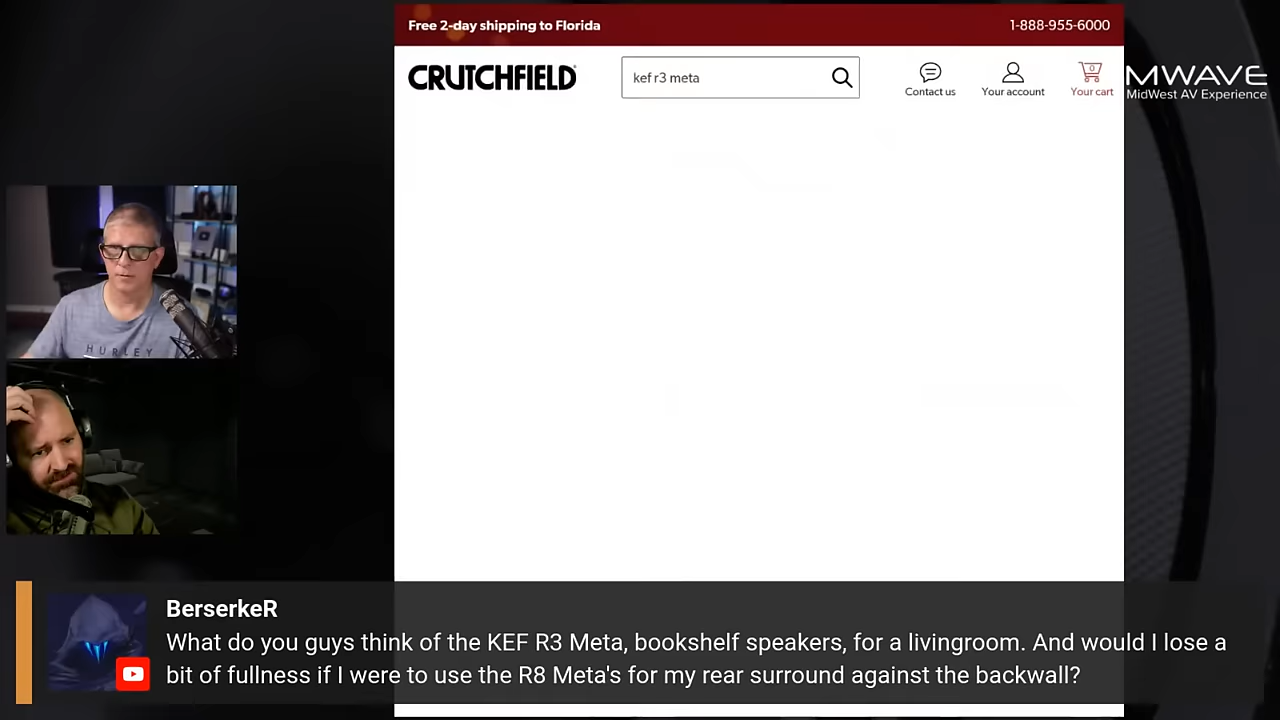 Free 2-day shipping to Florida
1-888-955-6000
CRUTCHFIELD
kef r3 meta
Contact us
Your account
0
Your cart
MWAVE
MidWest AV Experience
HURLEY
BerserkeR
What do you guys think of the KEF R3 Meta, bookshelf speakers, for a livingroom. And would I lose a
bit of fullness if I were to use the R8 Meta's for my rear surround against the backwall?